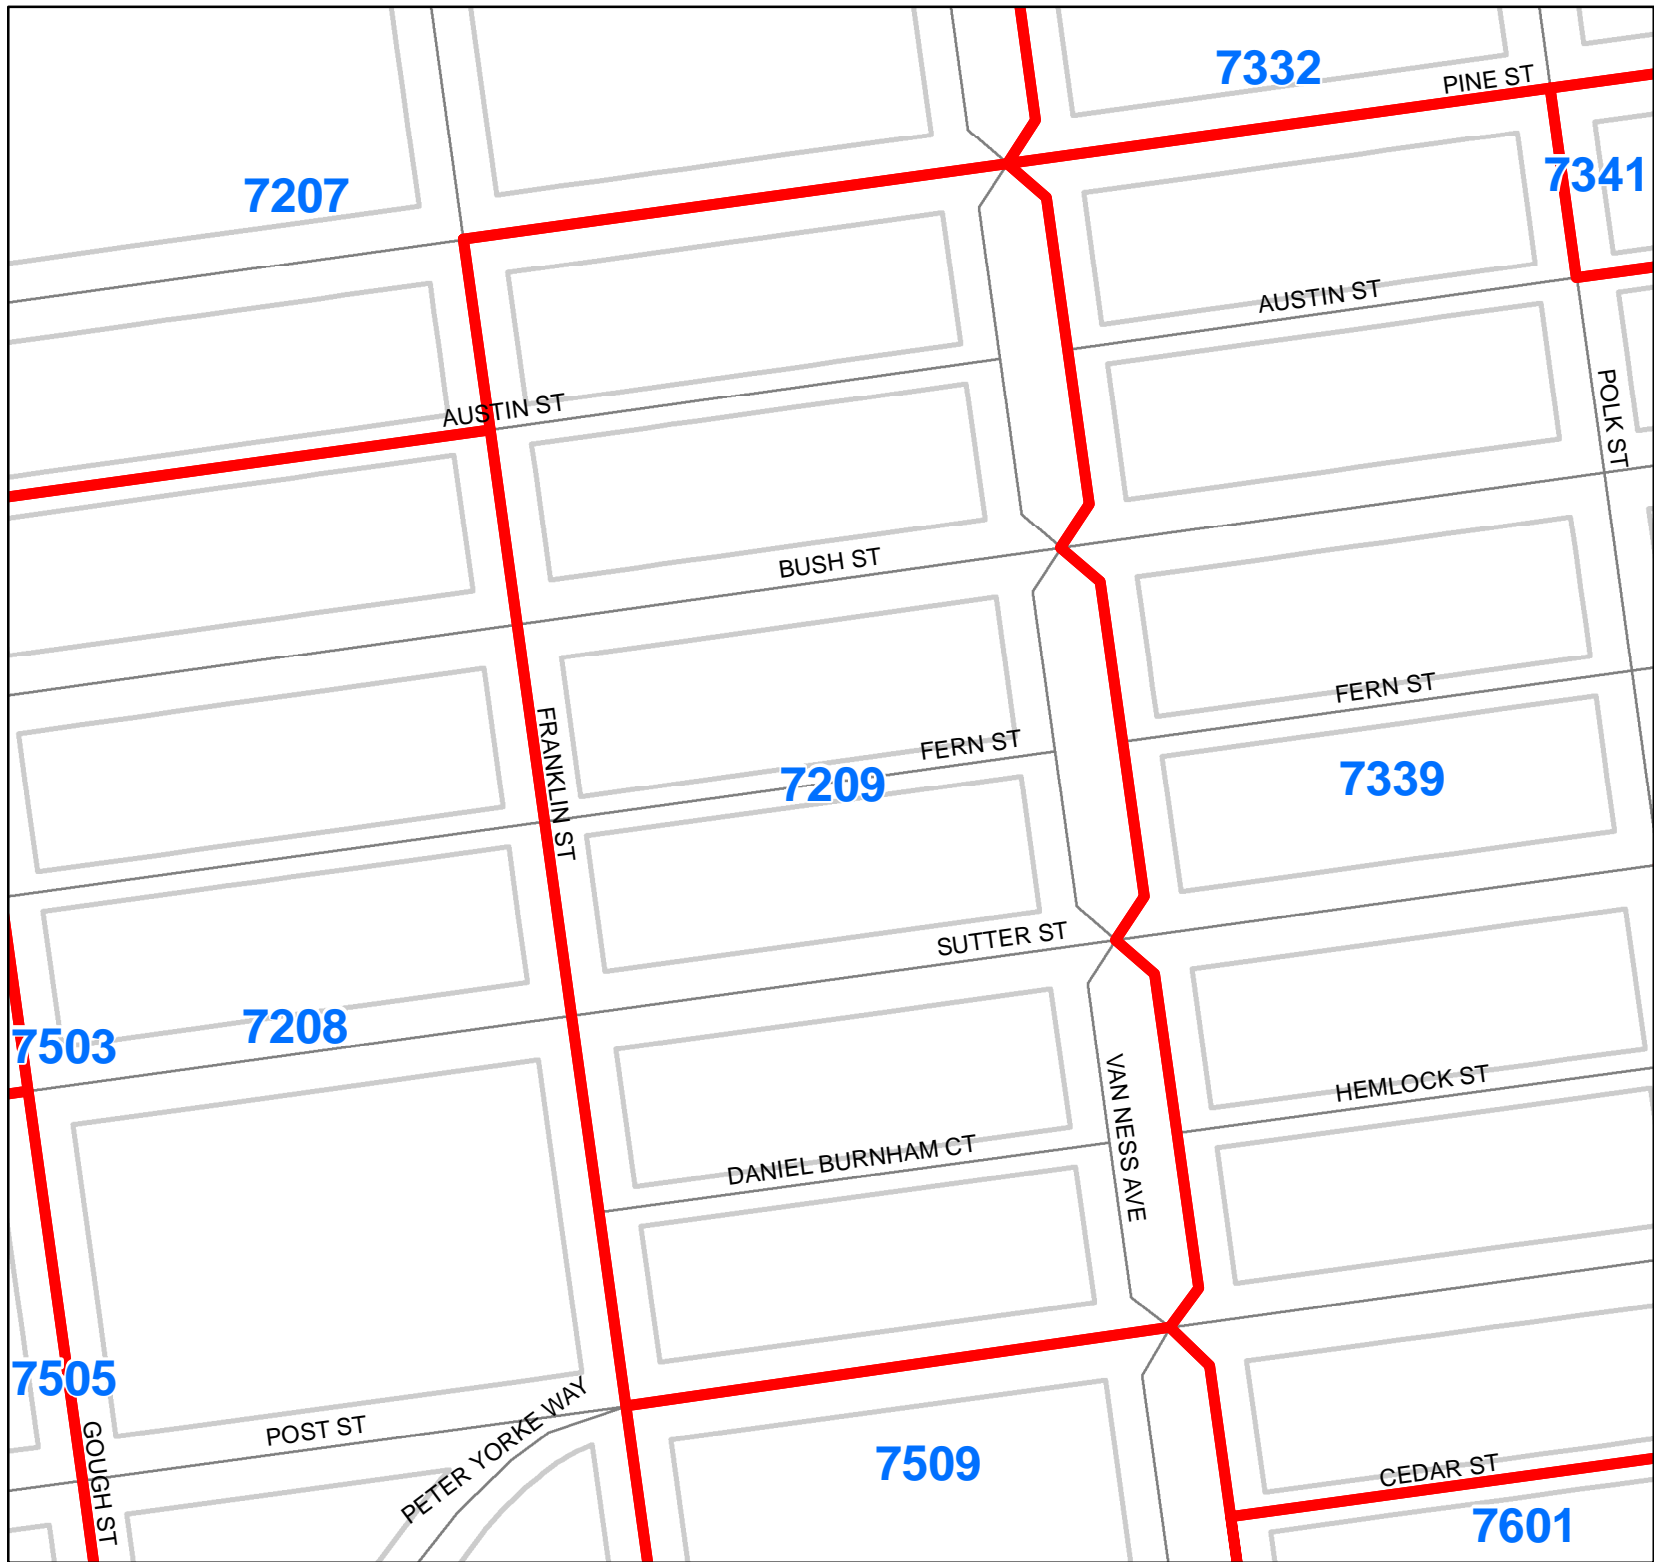 7332
PINE ST
7341
7207
AUSTIN ST
AUSTIN ST
POLK ST
BUSH ST
FERN ST
FRANKLIN ST
FERN ST
7209
7339
SUTTER ST
7503
7208
VAN NESS AVE
HEMLOCK ST
DANIEL BURNHAM CT
7505
POST ST
PETER YORKE WAY
GOUGH ST
7509
CEDAR ST
7601